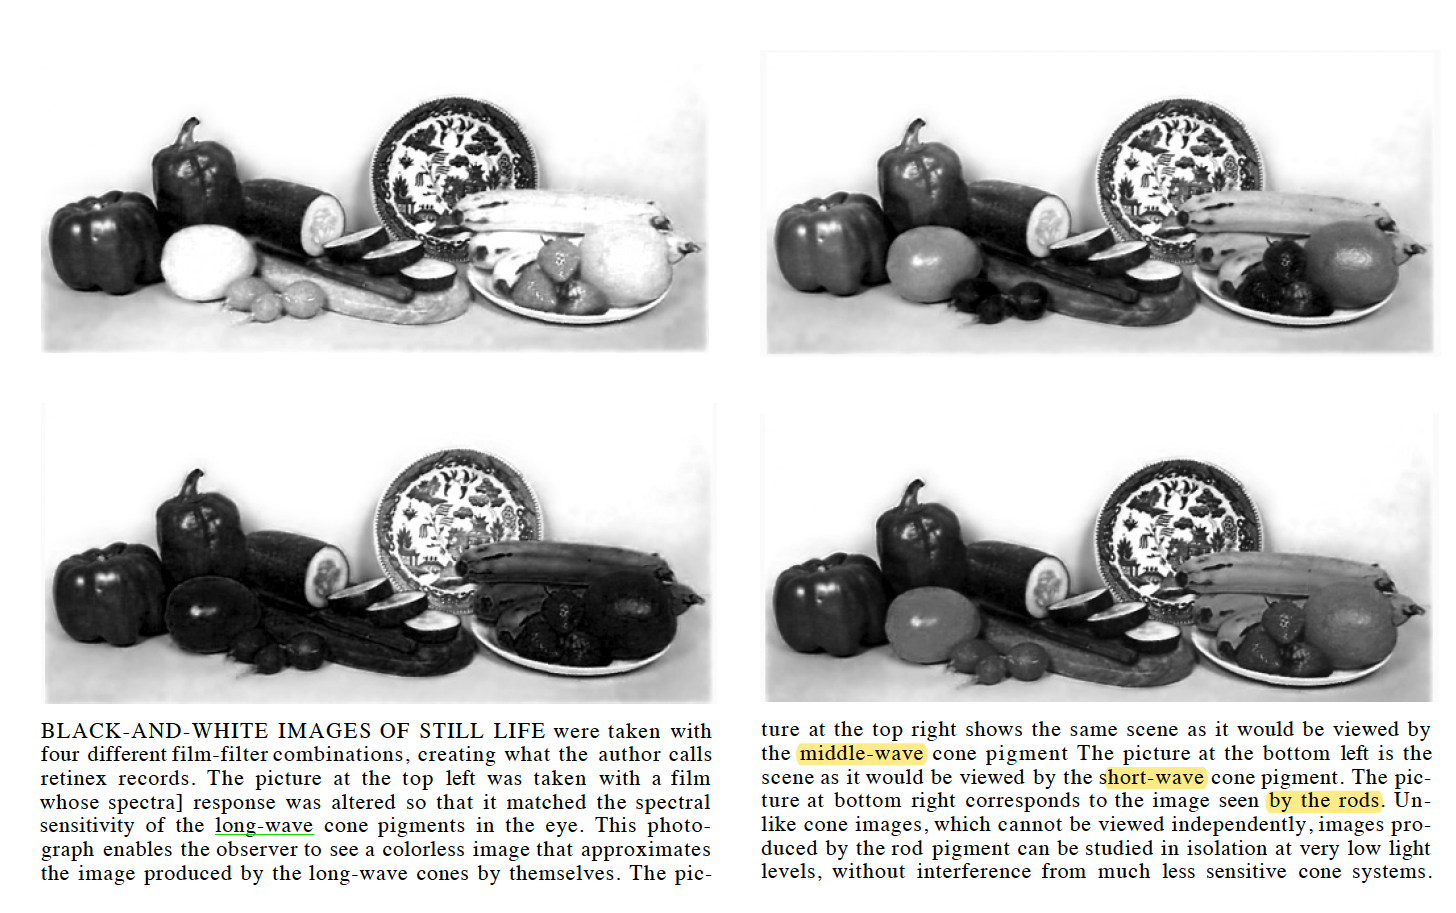 BLACK-AND-WHITE IMAGES OF STILL LIFE were taken with
four different film-filter combinations, creating what the author calls
retinex records. The picture at the top left was taken with a film
whose spectra] response was altered so that it matched the spectral
sensitivity of the long-wave cone pigments in the eye. This photo-
graph enables the observer to see a colorless image that approximates
the image produced by the long-wave cones by themselves. The pic-
ture at the top right shows the same scene as it would be viewed by
the middle-wave cone pigment The picture at the bottom left is the
scene as it would be viewed by the short-wave cone pigment. The pic-
ture at bottom right corresponds to the image seen by the rods. Un-
like cone images, which cannot be viewed independently, images pro-
duced by the rod pigment can be studied in isolation at very low light
levels, without interference from much less sensitive cone systems.